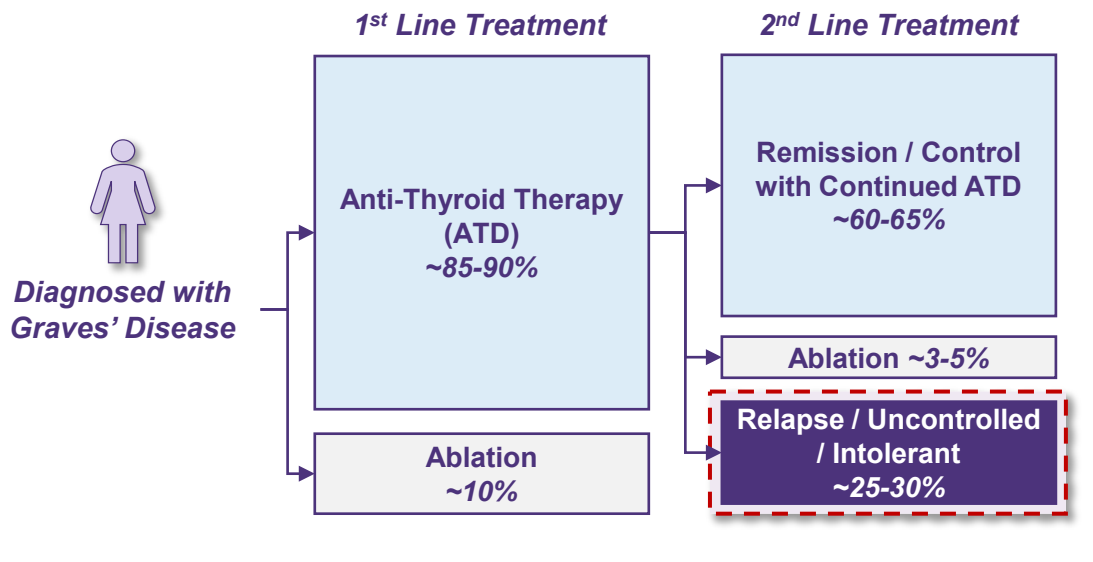 1st Line Treatment
2nd Line Treatment
Diagnosed with
Graves’ Disease
Anti-Thyroid Therapy
(ATD)
~85-90%
Ablation
~10%
Remission / Control
with Continued ATD
~60-65%
Ablation ~3-5%
Relapse / Uncontrolled
/ Intolerant
~25-30%